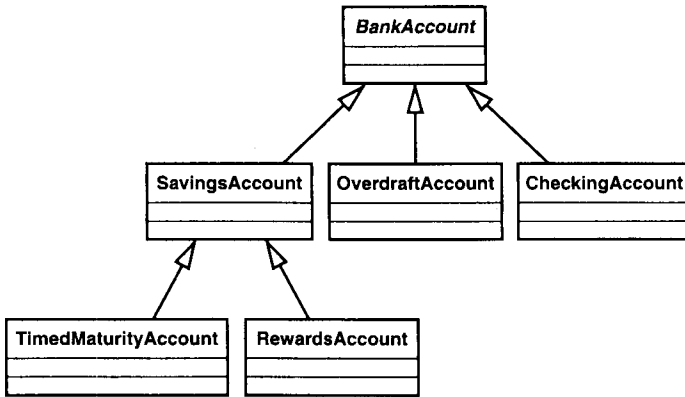 BankAccount
SavingsAccount
OverdraftAccount
CheckingAccount
TimedMaturityAccount
RewardsAccount